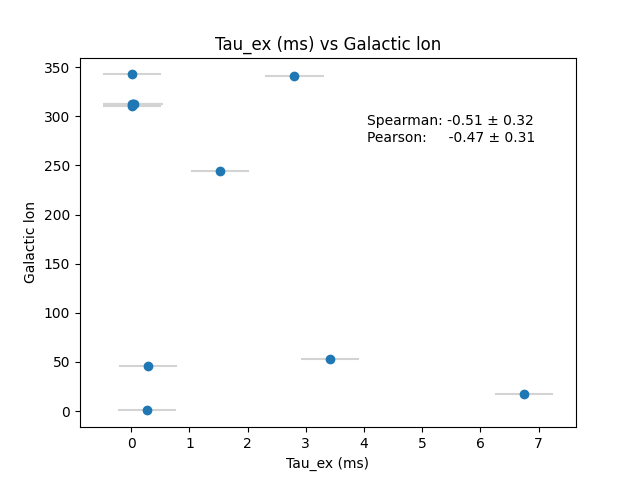 Tau_ex (ms) vs Galactic lon
350
300
250
200
150
100
50
0
Galactic lon
Spearman: -0.51 ± 0.32
Pearson: -0.47 ± 0.31
0 1 2 3 4 5 6 7
Tau_ex (ms)